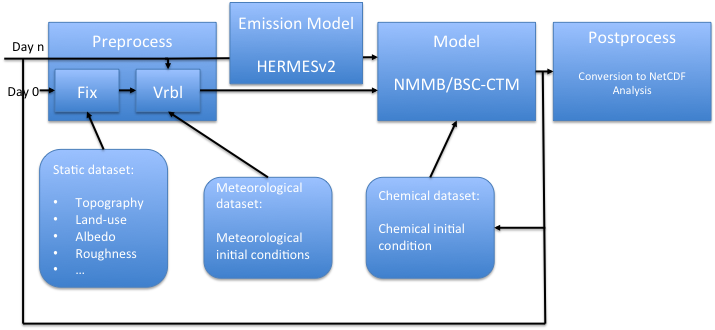 Emission Model
HERMESv2
Day n
Preprocess
Model
NMMB/BSC-CTM
Postprocess
Conversion to NetCDF
Analysis
Day 0
Fix
Vrbl
Static dataset:
• Topography
• Land-use
• Albedo
• Roughness
• …
Meteorological
dataset:
Meteorological
initial conditions
Chemical dataset:
Chemical initial
condition